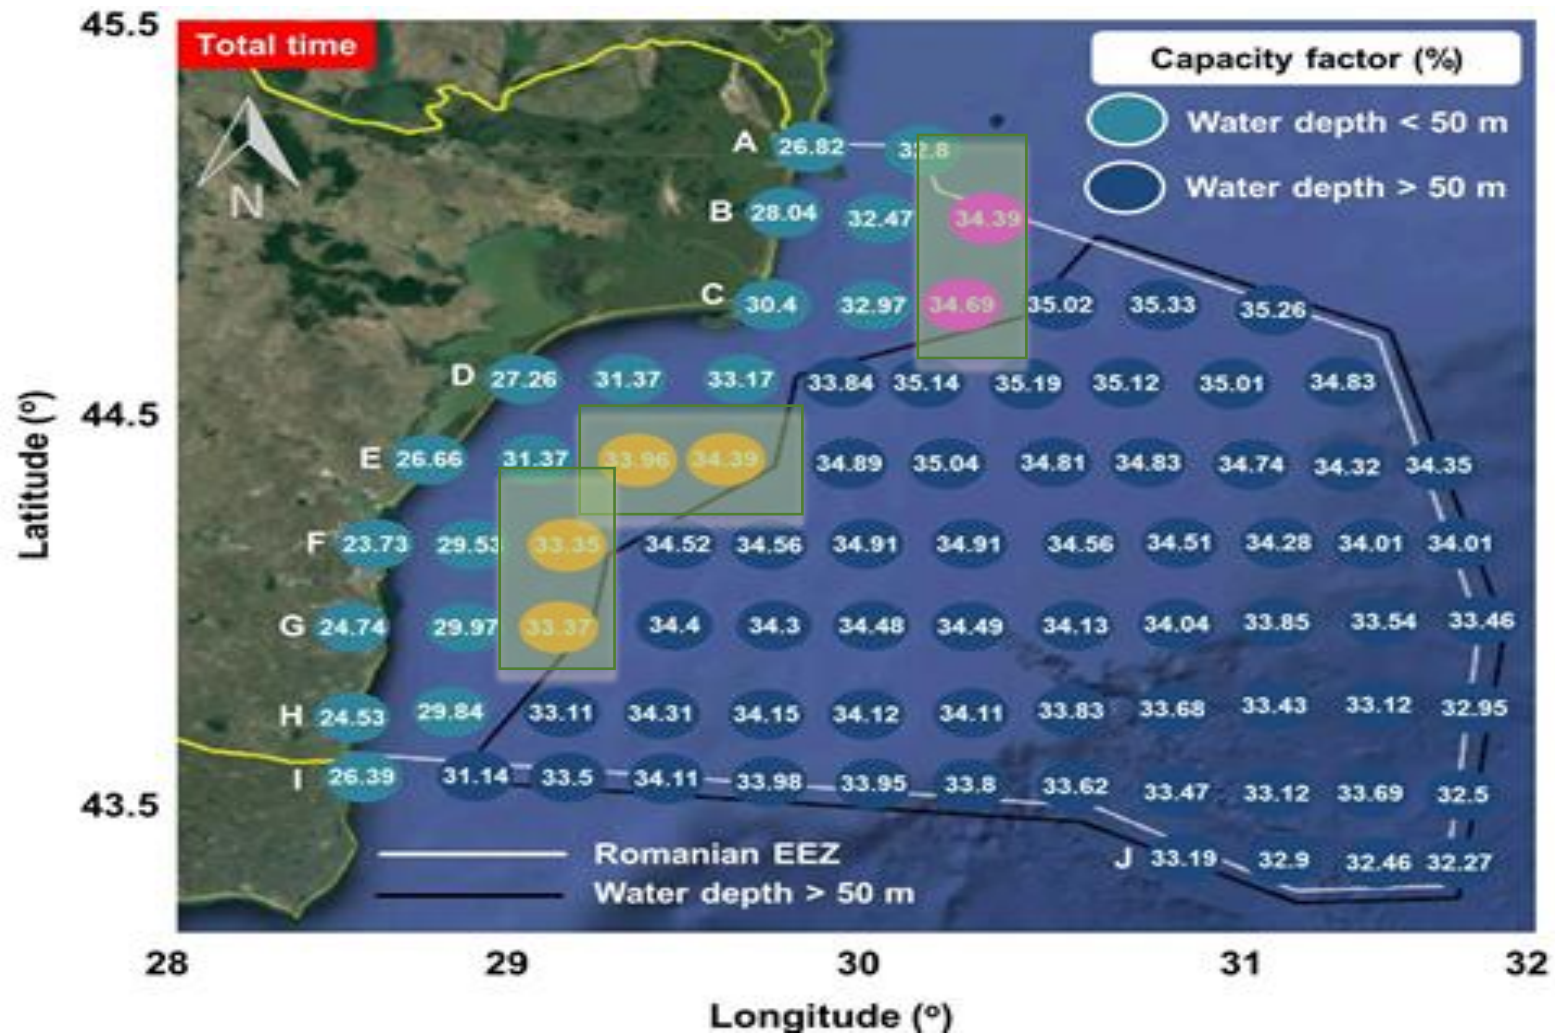 45.5
Total time
Capacity factor (%)
Water depth < 50 m
Water depth > 50 m
N
A 26.82 32.8
B 28.04 32.47 34.39
C 30.4 32.97 34.69 35.02 35.33 35.26
D 27.26 31.37 33.17 33.84 35.14 35.19 35.12 35.01 34.83
44.5
E 26.66 31.37 33.96 34.39 34.89 35.04 34.81 34.83 34.74 34.32 34.35
F 23.73 29.53 33.35 34.52 34.56 34.91 34.91 34.56 34.51 34.28 34.01 34.01
G 24.74 29.97 33.37 34.4 34.3 34.48 34.49 34.13 34.04 33.85 33.54 33.46
H 24.53 29.84 33.11 34.31 34.15 34.12 34.11 33.83 33.68 33.43 33.12 32.95
I 26.39 31.14 33.5 34.11 33.98 33.95 33.8 33.62 33.47 33.12 33.69 32.5
43.5
J 33.19 32.9 32.46 32.27
Romanian EEZ
Water depth > 50 m
Latitude (º)
28 29 30 31 32
Longitude (º)